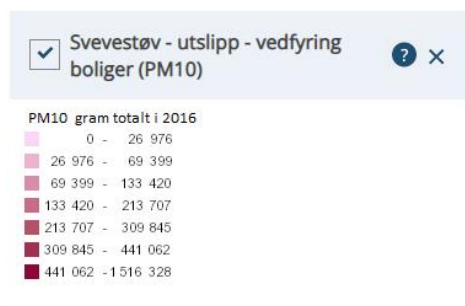 Svevestøv - utslipp - vedfyring
boliger (PM10)
?
PM10 gram totalt i 2016
0 - 26 976
26 976 - 69 399
69 399 - 133 420
133 420 - 213 707
213 707 - 309 845
309 845 - 441 062
441 062 -1 516 328